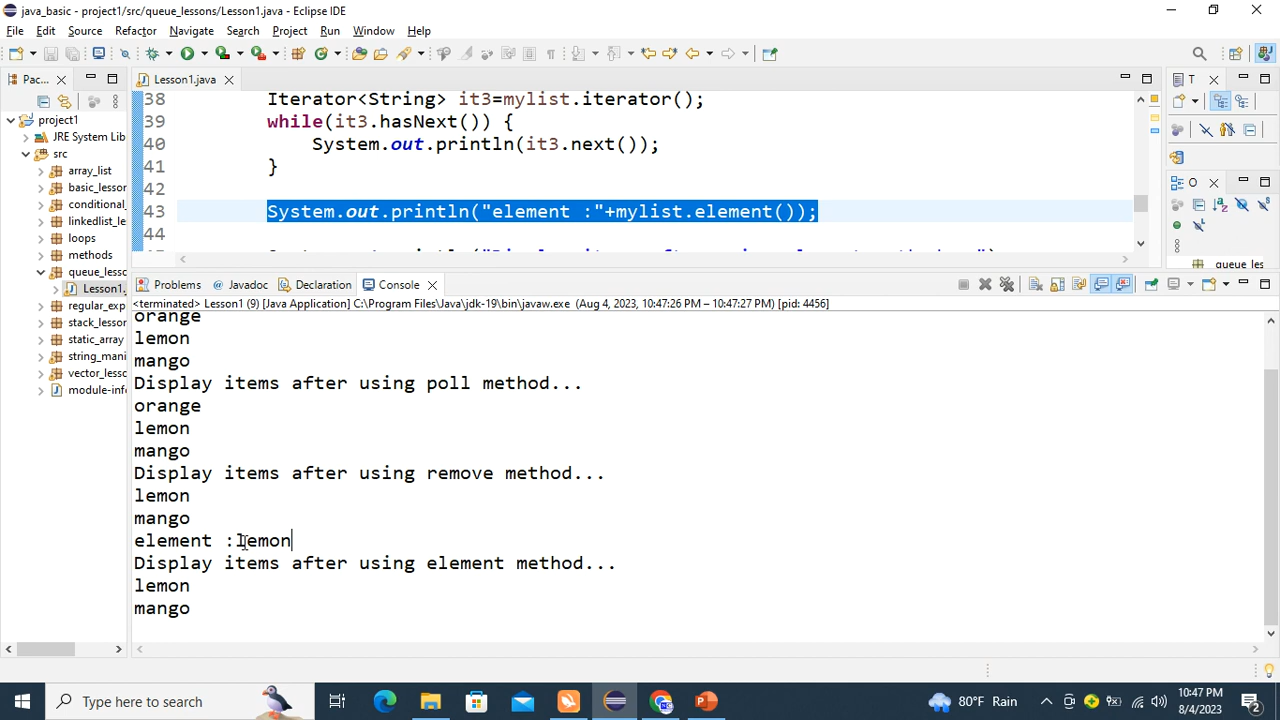 java_basic - project1/src/queue_lessons/Lesson1.java - Eclipse IDE
File Edit Source Refactor Navigate Search Project Run Window Help
Pac...
Lesson1.java
T
project1
JRE System Lib
src
array_list
basic_lessor
conditional_
linkedlist_le
loops
methods
queue_lessc
Lesson1.
regular_exp
stack_lessor
static_array
string_mani
vector_lessc
module-info
38 Iterator<String> it3=mylist.iterator();
39 while(it3.hasNext()) {
40 System.out.println(it3.next());
41 }
42
43 System.out.println("element :"+mylist.element());
44
O
queue_les
Problems @ Javadoc Declaration Console
<terminated> Lesson1 (9) [Java Application] C:\Program Files\Java\jdk-19\bin\javaw.exe (Aug 4, 2023, 10:47:26 PM – 10:47:27 PM) [pid: 4456]
orange
lemon
mango
Display items after using poll method...
orange
lemon
mango
Display items after using remove method...
lemon
mango
element :lemon
Display items after using element method...
lemon
mango
Type here to search
80°F Rain
10:47 PM
8/4/2023
2